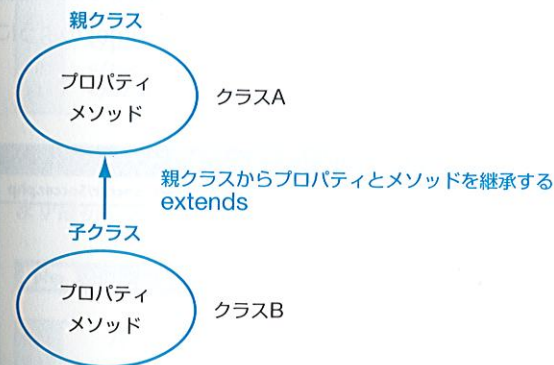 親クラス
プロパティ
メソッド
クラスA
親クラスからプロパティとメソッドを継承する
extends
子クラス
プロパティ
メソッド
クラスB